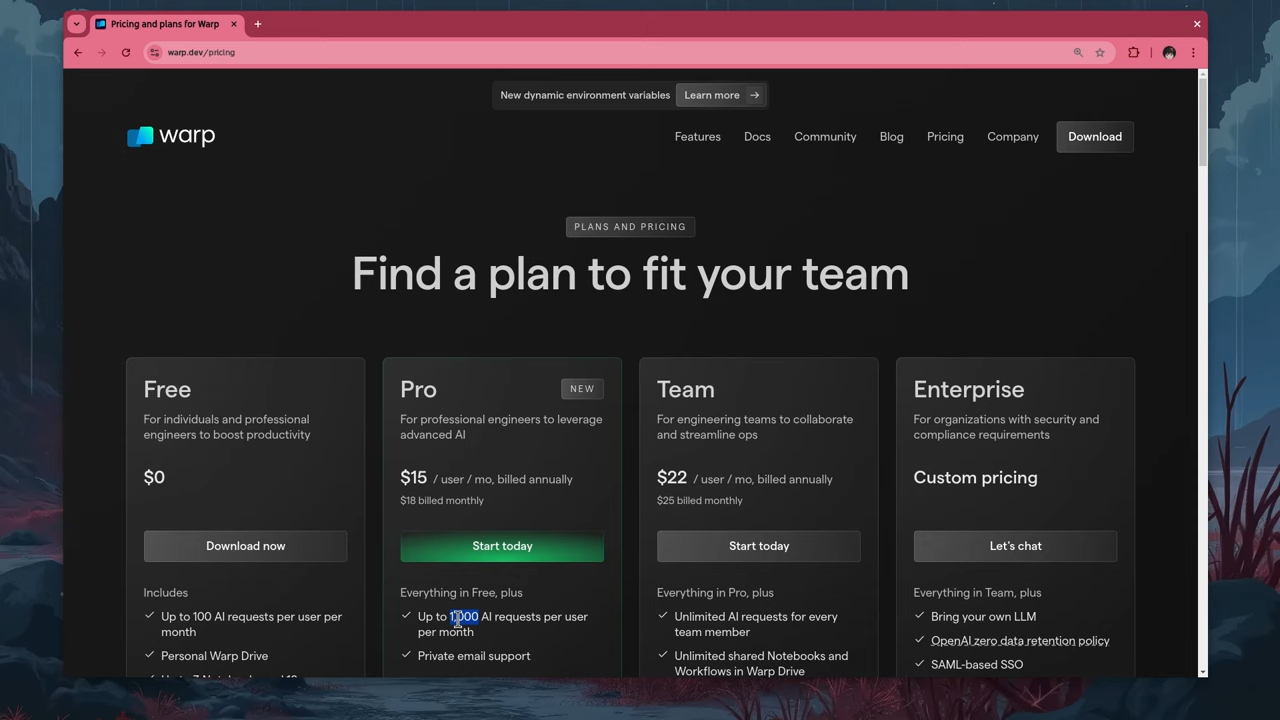 Pricing and plans for Warp
warp.dev/pricing
New dynamic environment variables Learn more
warp
Features Docs Community Blog Pricing Company Download
PLANS AND PRICING
Find a plan to fit your team
Free
For individuals and professional
engineers to boost productivity
$0
Download now
Includes
Up to 100 AI requests per user per
month
Personal Warp Drive
Pro NEW
For professional engineers to leverage
advanced AI
$15 / user / mo, billed annually
$18 billed monthly
Start today
Everything in Free, plus
Up to 1,000 AI requests per user
per month
Private email support
Team
For engineering teams to collaborate
and streamline ops
$22 / user / mo, billed annually
$25 billed monthly
Start today
Everything in Pro, plus
Unlimited AI requests for every
team member
Unlimited shared Notebooks and
Workflows in Warp Drive
Enterprise
For organizations with security and
compliance requirements
Custom pricing
Let's chat
Everything in Team, plus
Bring your own LLM
OpenAI zero data retention policy
SAML-based SSO